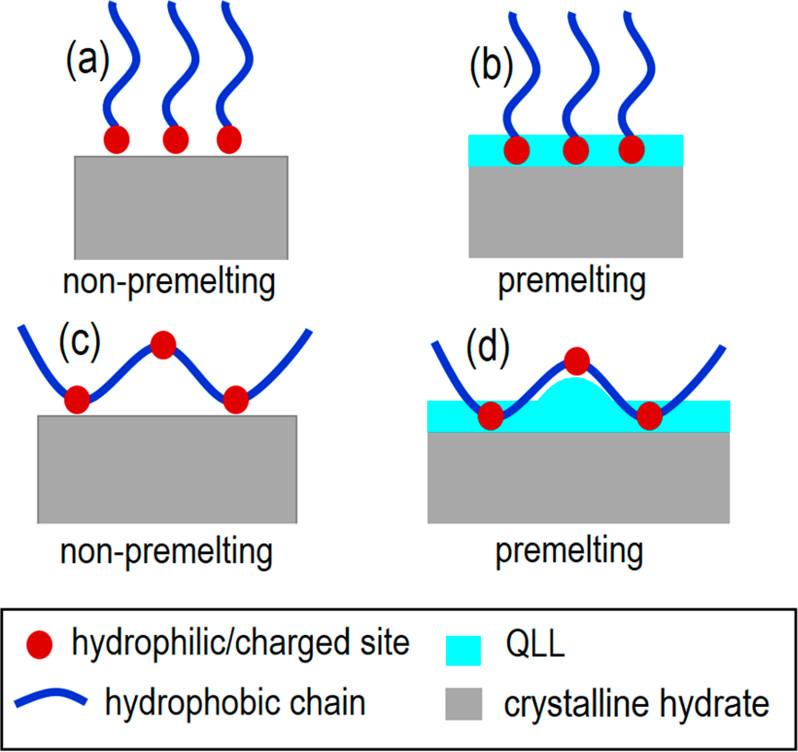 (a)
(b)
non-premelting
premelting
(c)
(d)
non-premelting
premelting
hydrophilic/charged site
QLL
hydrophobic chain
crystalline hydrate